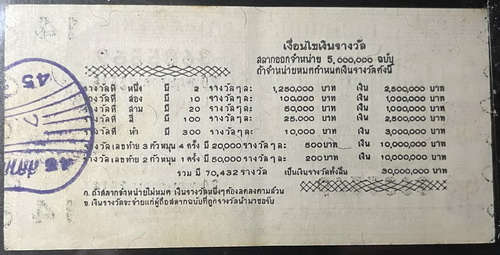 เงื่อนไขเงินรางวัล
สลากออกจำหน่าย 5,000,000 ฉบับ
ถ้าจำหน่ายหมดกำหนดเงินรางวัลดังนี้
รางวัลที่ หนึ่ง มี 2 รางวัลๆละ 1,250,000 บาท เงิน 2,500,000 บาท
รางวัลที่ สอง มี 10 รางวัลๆละ 100,000 บาท เงิน 1,000,000 บาท
รางวัลที่ สาม มี 20 รางวัลๆละ 50,000 บาท เงิน 1,000,000 บาท
รางวัลที่ สี่ มี 100 รางวัลๆละ 25,000 บาท เงิน 2,500,000 บาท
รางวัลที่ ห้า มี 300 รางวัลๆละ 10,000 บาท เงิน 3,000,000 บาท
รางวัลเลขท้าย 3 ตัวหมุน 4 ครั้ง มี 20,000 รางวัลๆละ 500 บาท เงิน 10,000,000 บาท
รางวัลเลขท้าย 2 ตัวหมุน 1 ครั้ง มี 50,000 รางวัลๆละ 200 บาท เงิน 10,000,000 บาท
รวม มี 70,432 รางวัล เป็นเงินรางวัลทั้งสิ้น 30,000,000 บาท
ก. ถ้าสลากจำหน่ายไม่หมด เงินรางวัลหนึ่งๆต้องลดลงตามส่วน
ข. เงินรางวัลจะจ่ายแก่ผู้ถือสลากฉบับที่ถูกรางวัลนำมาขอรับ
45
45